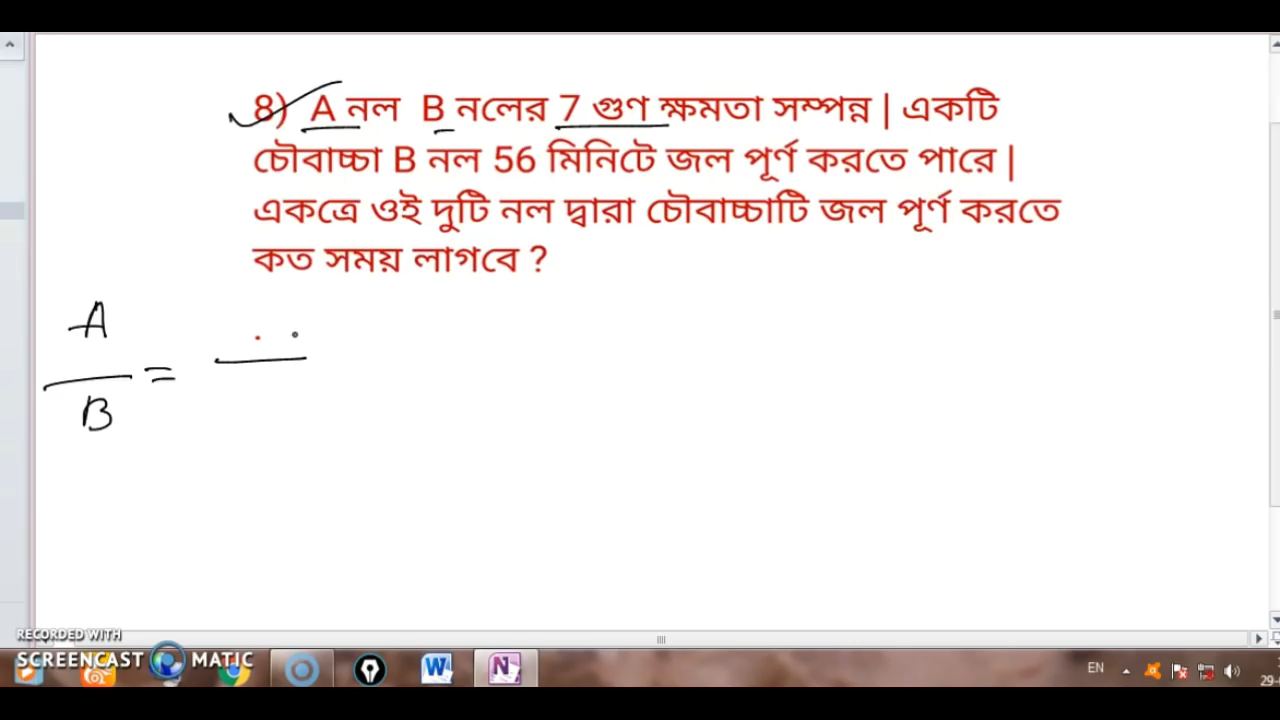 8) A নল B নলের 7 গুণ ক্ষমতা সম্পন্ন | একটি
চৌবাচ্চা B নল 56 মিনিটে জল পূর্ণ করতে পারে |
একত্রে ওই দুটি নল দ্বারা চৌবাচ্চাটি জল পূর্ণ করতে
কত সময় লাগবে ?
A
=
B
RECORDED WITH
SCREENCAST MATIC
EN
29-